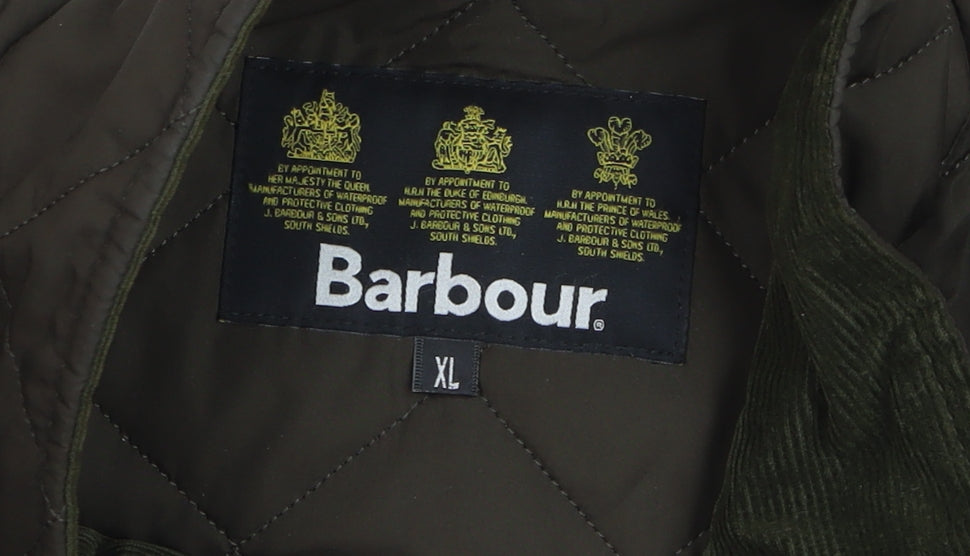 BY APPOINTMENT TO
HER MAJESTY THE QUEEN.
MANUFACTURERS OF WATERPROOF
AND PROTECTIVE CLOTHING
J. BARBOUR & SONS LTD.,
SOUTH SHIELDS.
BY APPOINTMENT TO
H.R.H. THE DUKE OF EDINBURGH.
MANUFACTURERS OF WATERPROOF
AND PROTECTIVE CLOTHING
J. BARBOUR & SONS LTD.,
SOUTH SHIELDS.
BY APPOINTMENT TO
H.R.H. THE PRINCE OF WALES.
MANUFACTURERS OF WATERPROOF
AND PROTECTIVE CLOTHING
J. BARBOUR & SONS LTD.,
SOUTH SHIELDS.
Barbour®
XL